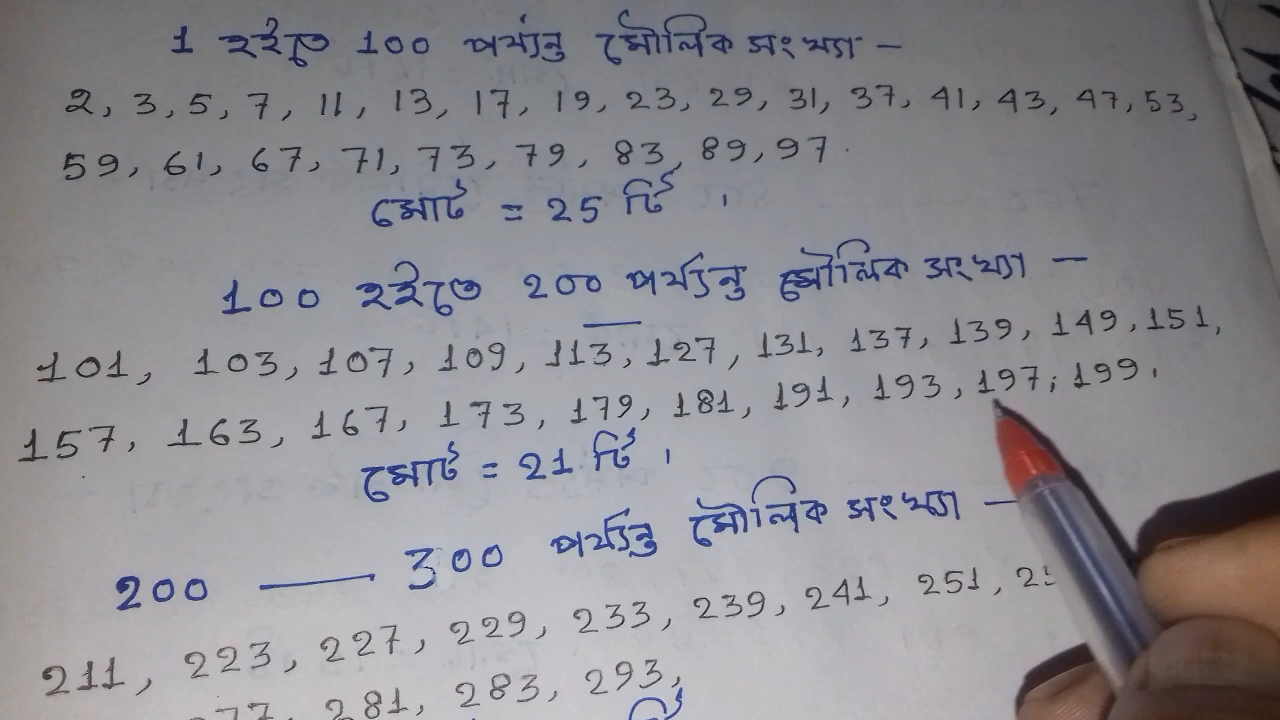 1 হইতে 100 পর্যন্ত মৌলিক সংখ্যা –
2, 3, 5, 7, 11, 13, 17, 19, 23, 29, 31, 37, 41, 43, 47, 53,
59, 61, 67, 71, 73, 79, 83, 89, 97.
মোট = 25 টি ।
100 হইতে 200 পর্যন্ত মৌলিক সংখ্যা –
101, 103, 107, 109, 113, 127, 131, 137, 139, 149, 151,
157, 163, 167, 173, 179, 181, 191, 193, 197, 199,
মোট = 21 টি ।
200 — 300 পর্যন্ত মৌলিক সংখ্যা –
211, 223, 227, 229, 233, 239, 241, 251,
281, 283, 293,